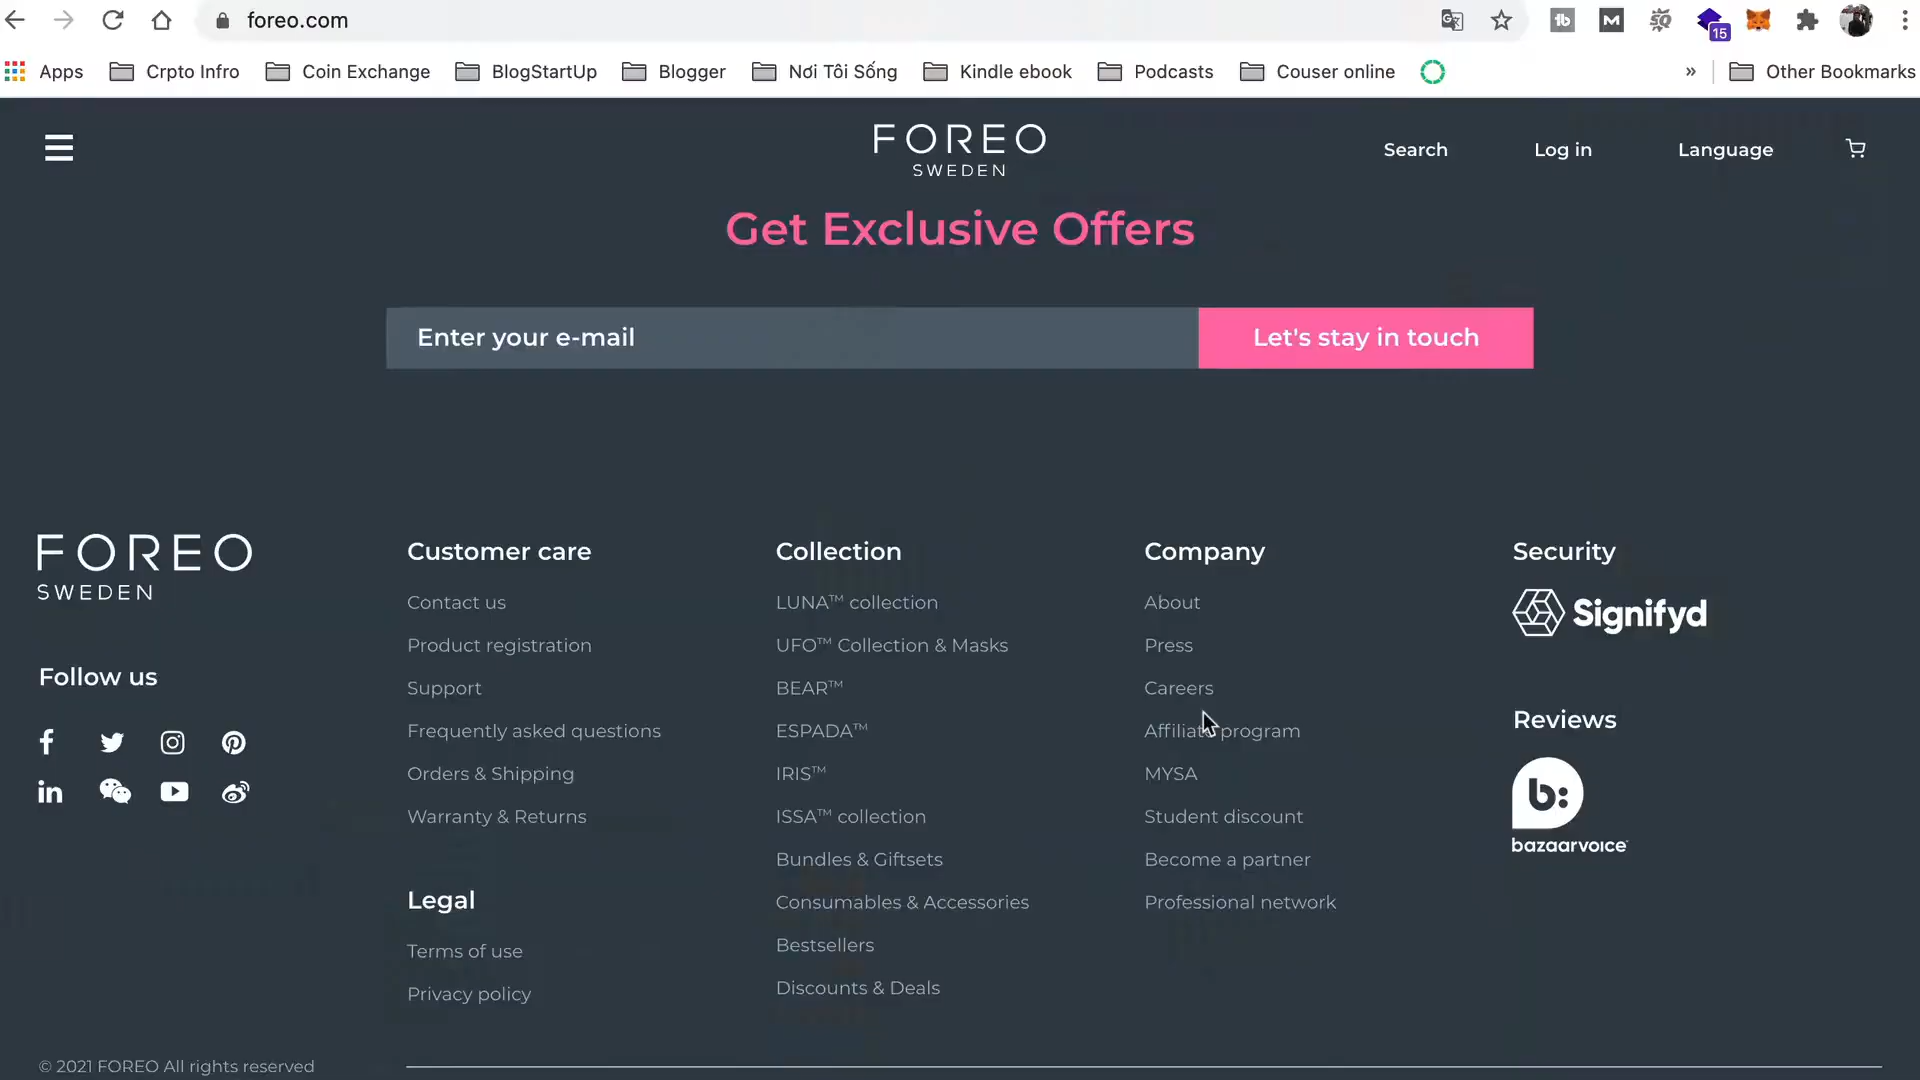 foreo.com
15
Apps
Crpto Info
Coin Exchange
BlogStartUp
Blogger
Nơi Tôi Sống
Kindle ebook
Podcasts
Couser online
»
Other Bookmarks
FOREO
SWEDEN
Search
Log in
Language
Get Exclusive Offers
Enter your e-mail
Let's stay in touch
FOREO
SWEDEN
Follow us
Customer care
Contact us
Product registration
Support
Frequently asked questions
Orders & Shipping
Warranty & Returns
Legal
Terms of use
Privacy policy
Collection
LUNA™ collection
UFO™ Collection & Masks
BEAR™
ESPADA™
IRIS™
ISSA™ collection
Bundles & Giftsets
Consumables & Accessories
Bestsellers
Discounts & Deals
Company
About
Press
Careers
Affiliate program
MYSA
Student discount
Become a partner
Professional network
Security
Signifyd
Reviews
b:
bazaarvoice
© 2021 FOREO All rights reserved